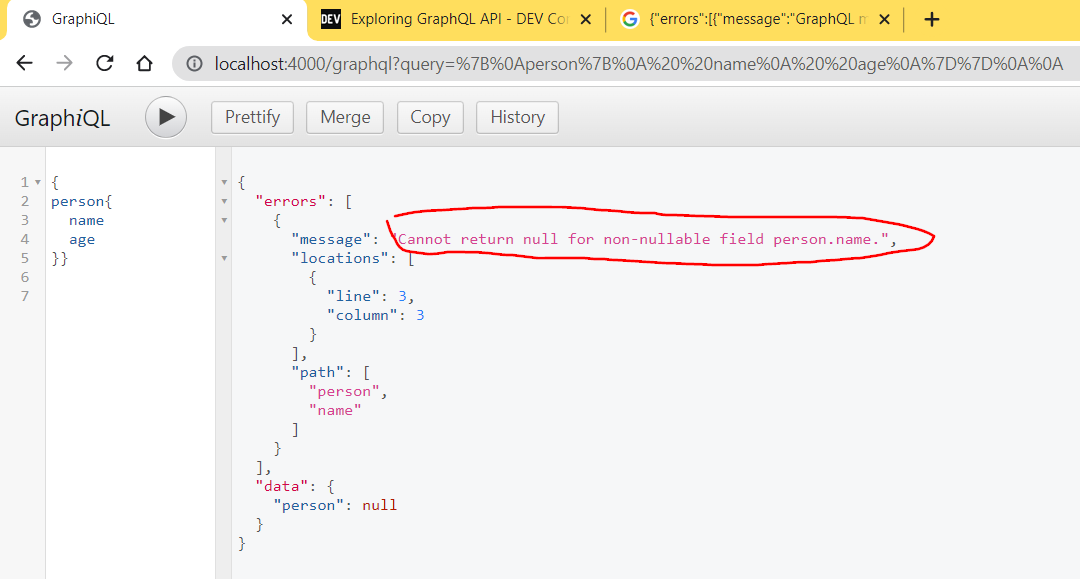 GraphiQL
DEV Exploring GraphQL API - DEV Co
{"errors":[{"message":"GraphQL m
localhost:4000/graphql?query=%7B%0Aperson%7B%0A%20%20name%0A%20%20age%0A%7D%7D%0A%0A
GraphiQL Prettify Merge Copy History
1 {
2 person{
3 name
4 age
5 }}
6
7
{
"errors": [
{
"message": "Cannot return null for non-nullable field person.name.",
"locations": [
{
"line": 3,
"column": 3
}
],
"path": [
"person",
"name"
]
}
],
"data": {
"person": null
}
}